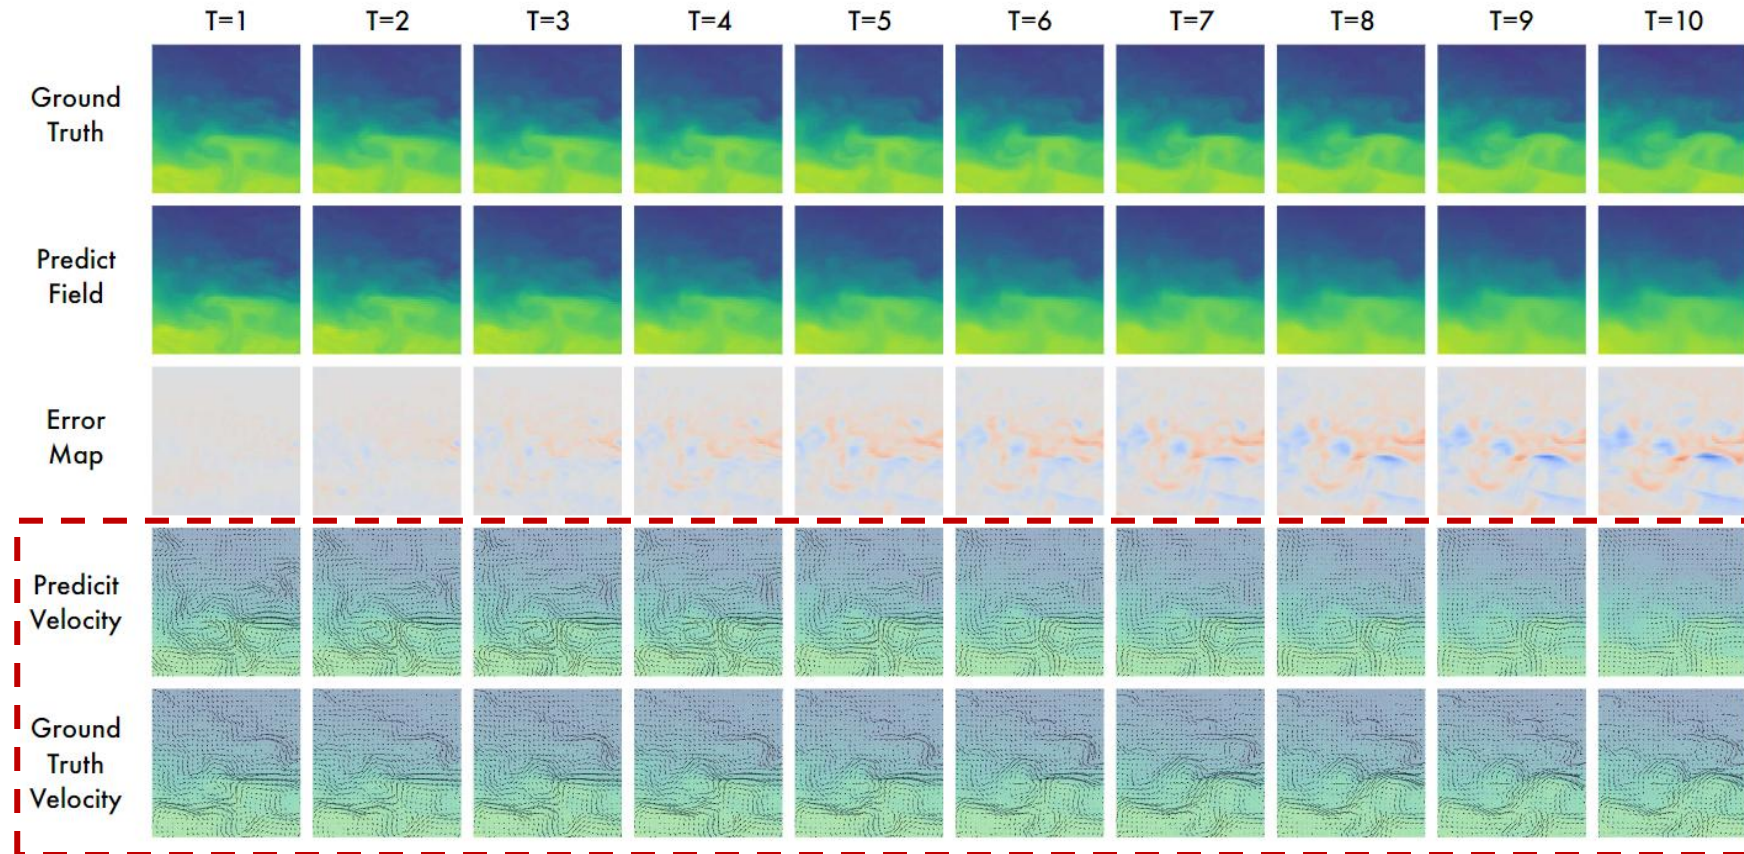 T=1 T=2 T=3 T=4 T=5 T=6 T=7 T=8 T=9 T=10
Ground
Truth
Predict
Field
Error
Map
Predicit
Velocity
Ground
Truth
Velocity